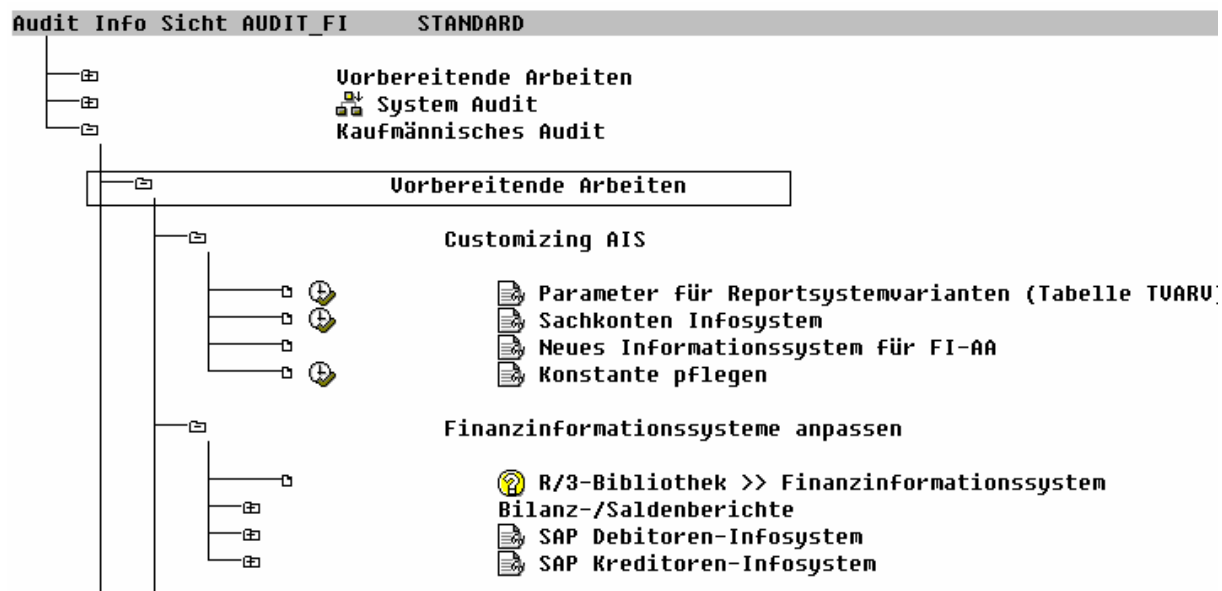 Audit Info Sicht AUDIT_FI STANDARD
Vorbereitende Arbeiten
System Audit
Kaufmännisches Audit
Vorbereitende Arbeiten
Customizing AIS
Parameter für Reportsystemvarianten (Tabelle TVARV)
Sachkonten Infosystem
Neues Informationssystem für FI-AA
Konstante pflegen
Finanzinformationssysteme anpassen
R/3-Bibliothek >> Finanzinformationssystem
Bilanz-/Saldenberichte
SAP Debitoren-Infosystem
SAP Kreditoren-Infosystem